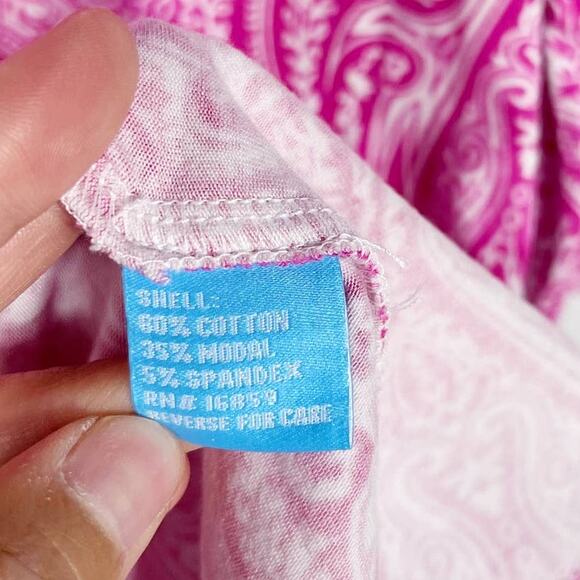 SHELL:
60% COTTON
35% MODAL
5% SPANDEX
RN# 16859
REVERSE FOR CARE